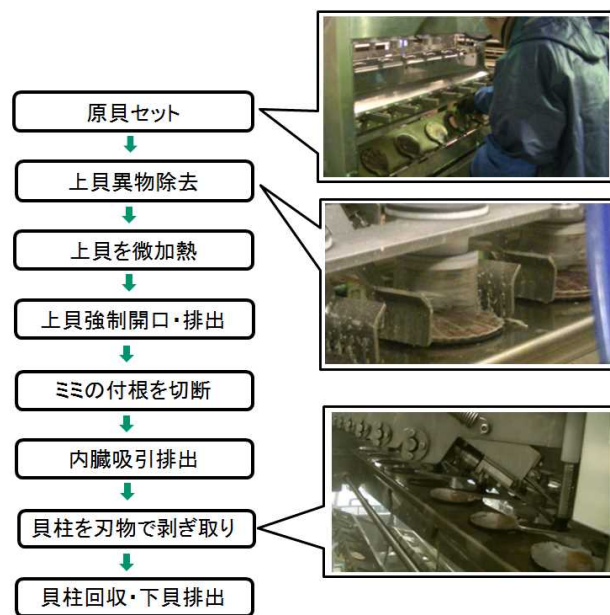 原貝セット
上貝異物除去
上貝を微加熱
上貝強制開口・排出
ミミの付根を切断
内臓吸引排出
貝柱を刃物で剥ぎ取り
貝柱回収・下貝排出